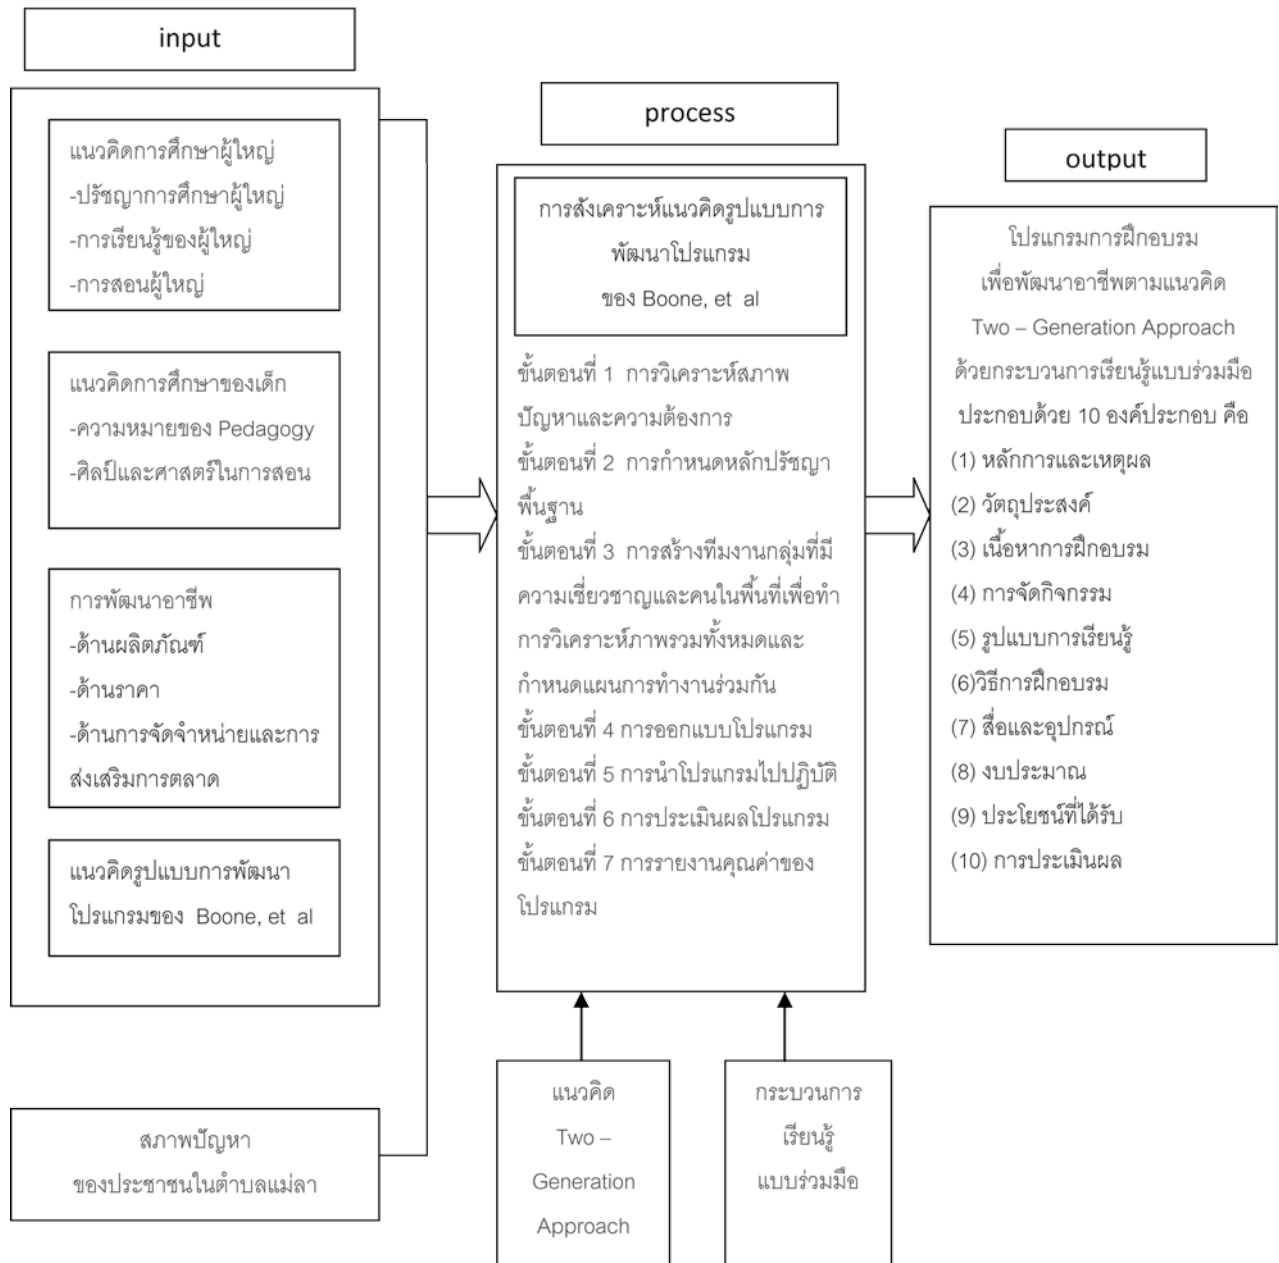 input
แนวคิดการศึกษาผู้ใหญ่
-ปรัชญาการศึกษาผู้ใหญ่
-การเรียนรู้ของผู้ใหญ่
-การสอนผู้ใหญ่
แนวคิดการศึกษาของเด็ก
-ความหมายของ Pedagogy
-ศิลป์และศาสตร์ในการสอน
การพัฒนาอาชีพ
-ด้านผลิตภัณฑ์
-ด้านราคา
-ด้านการจัดจำหน่ายและการ
ส่งเสริมการตลาด
แนวคิดรูปแบบการพัฒนา
โปรแกรมของ Boone, et al
สภาพปัญหา
ของประชาชนในตำบลแม่ลา
process
การสังเคราะห์แนวคิดรูปแบบการ
พัฒนาโปรแกรม
ของ Boone, et al
ขั้นตอนที่ 1 การวิเคราะห์สภาพ
ปัญหาและความต้องการ
ขั้นตอนที่ 2 การกำหนดหลักปรัชญา
พื้นฐาน
ขั้นตอนที่ 3 การสร้างทีมงานกลุ่มที่มี
ความเชี่ยวชาญและคนในพื้นที่เพื่อทำ
การวิเคราะห์ภาพรวมทั้งหมดและ
กำหนดแผนการทำงานร่วมกัน
ขั้นตอนที่ 4 การออกแบบโปรแกรม
ขั้นตอนที่ 5 การนำโปรแกรมไปปฏิบัติ
ขั้นตอนที่ 6 การประเมินผลโปรแกรม
ขั้นตอนที่ 7 การรายงานคุณค่าของ
โปรแกรม
แนวคิด
Two –
Generation
Approach
กระบวนการ
เรียนรู้
แบบร่วมมือ
output
โปรแกรมการฝึกอบรม
เพื่อพัฒนาอาชีพตามแนวคิด
Two – Generation Approach
ด้วยกระบวนการเรียนรู้แบบร่วมมือ
ประกอบด้วย 10 องค์ประกอบ คือ
(1) หลักการและเหตุผล
(2) วัตถุประสงค์
(3) เนื้อหาการฝึกอบรม
(4) การจัดกิจกรรม
(5) รูปแบบการเรียนรู้
(6)วิธีการฝึกอบรม
(7) สื่อและอุปกรณ์
(8) งบประมาณ
(9) ประโยชน์ที่ได้รับ
(10) การประเมินผล